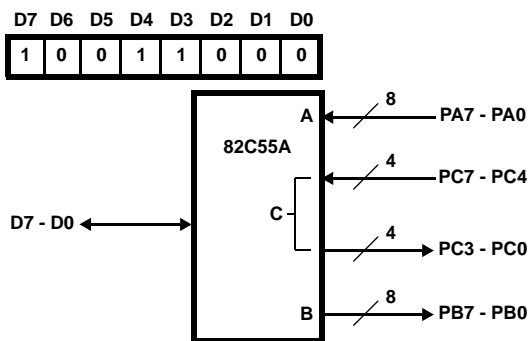 D7 D6 D5 D4 D3 D2 D1 D0
1 0 0 1 1 0 0 0
A
8
PA7 - PA0
82C55A
4
PC7 - PC4
C
D7 - D0
4
PC3 - PC0
B
8
PB7 - PB0